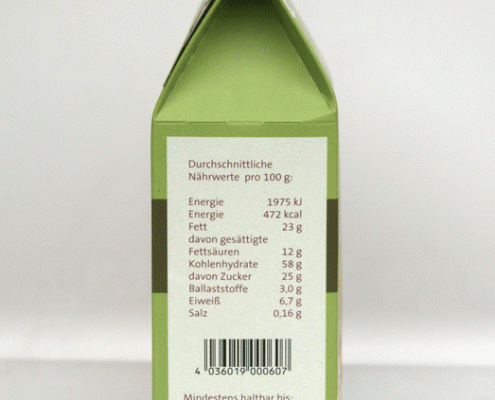 Durchschnittliche
Nährwerte pro 100 g:
Energie 1975 kJ
Energie 472 kcal
Fett 23 g
davon gesättigte
Fettsäuren 12 g
Kohlenhydrate 58 g
davon Zucker 25 g
Ballaststoffe 3,0 g
Eiweiß 6,7 g
Salz 0,16 g
4 036019 000607
Mindestens haltbar bis: